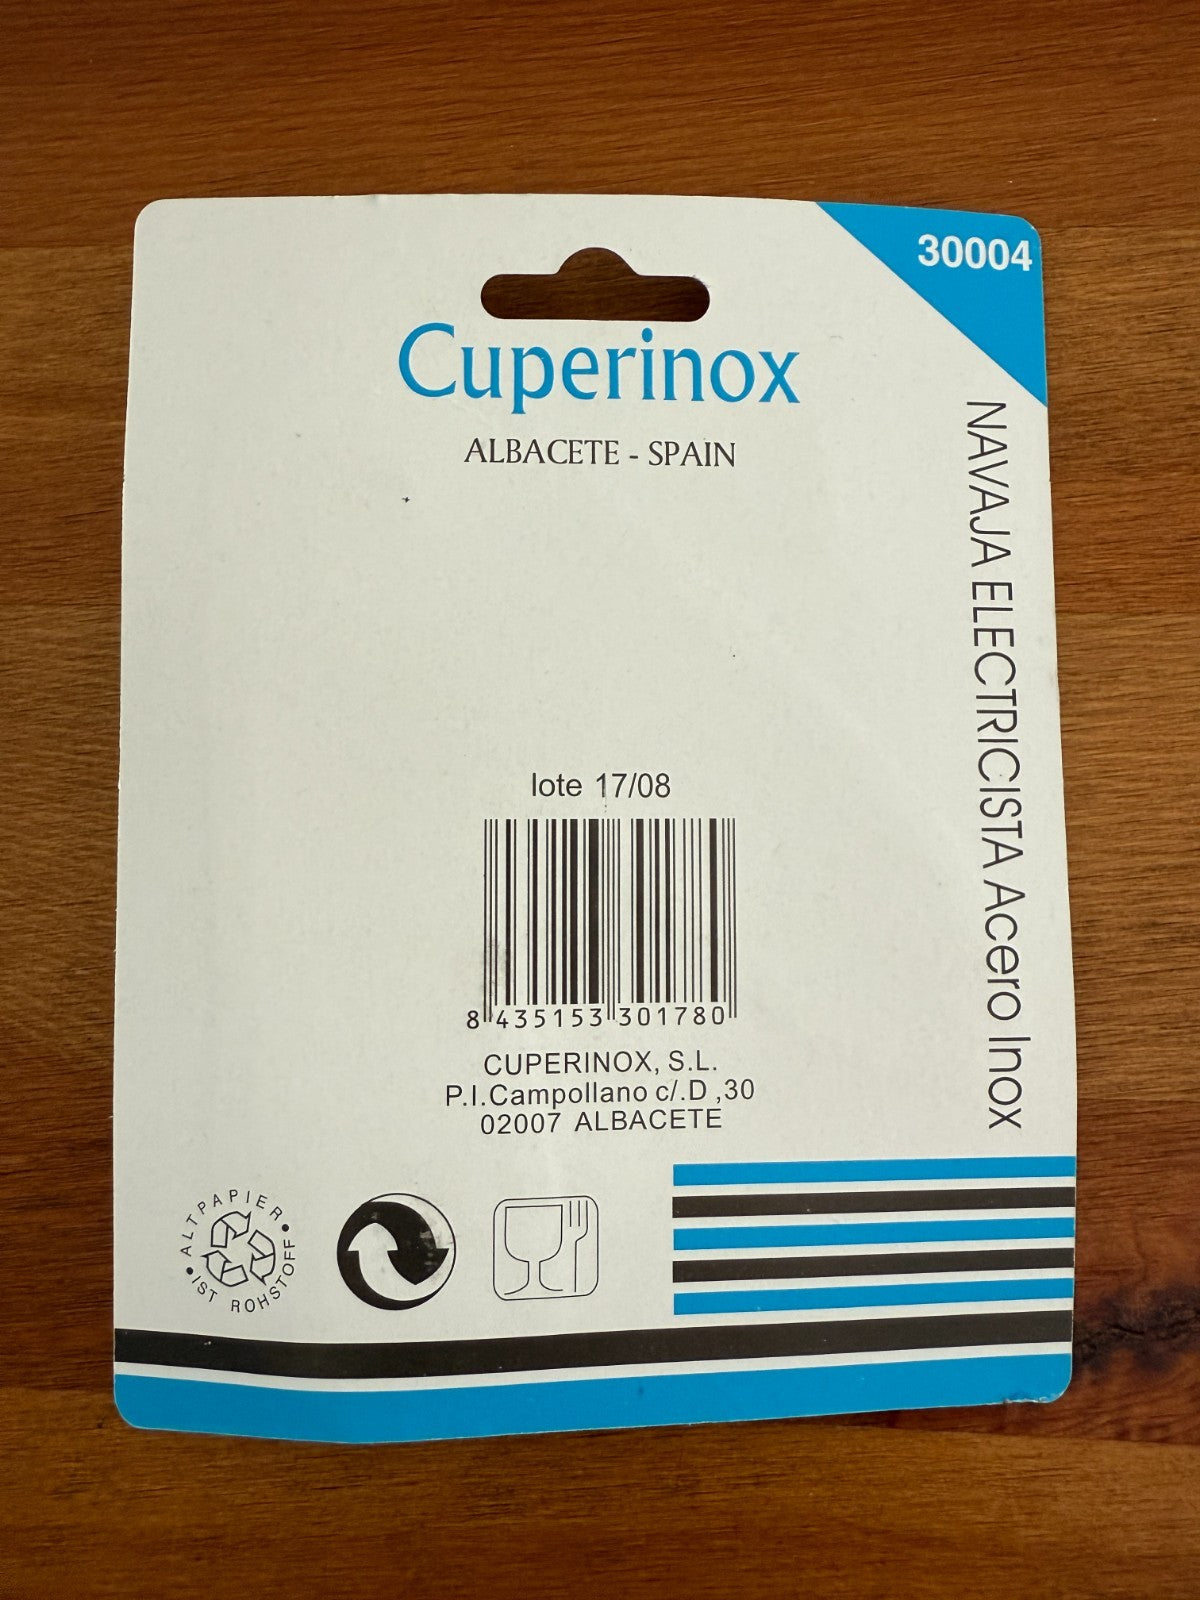 30004
Cuperinox
ALBACETE - SPAIN
NAVAJA ELECTRICISTA Acero Inox
lote 17/08
8 435153 301780
CUPERINOX, S.L.
P.I.Campollano c/.D ,30
02007 ALBACETE
• ALTPAPIER •
IST ROHSTOFF